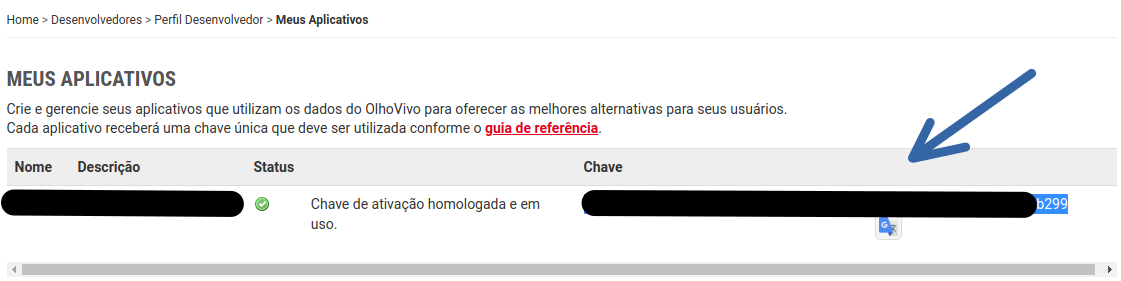 Home > Desenvolvedores > Perfil Desenvolvedor > Meus Aplicativos
MEUS APLICATIVOS
Crie e gerencie seus aplicativos que utilizam os dados do OlhoVivo para oferecer as melhores alternativas para seus usuários.
Cada aplicativo receberá uma chave única que deve ser utilizada conforme o guia de referência.
Nome Descrição Status Chave
Chave de ativação homologada e em b299
uso.